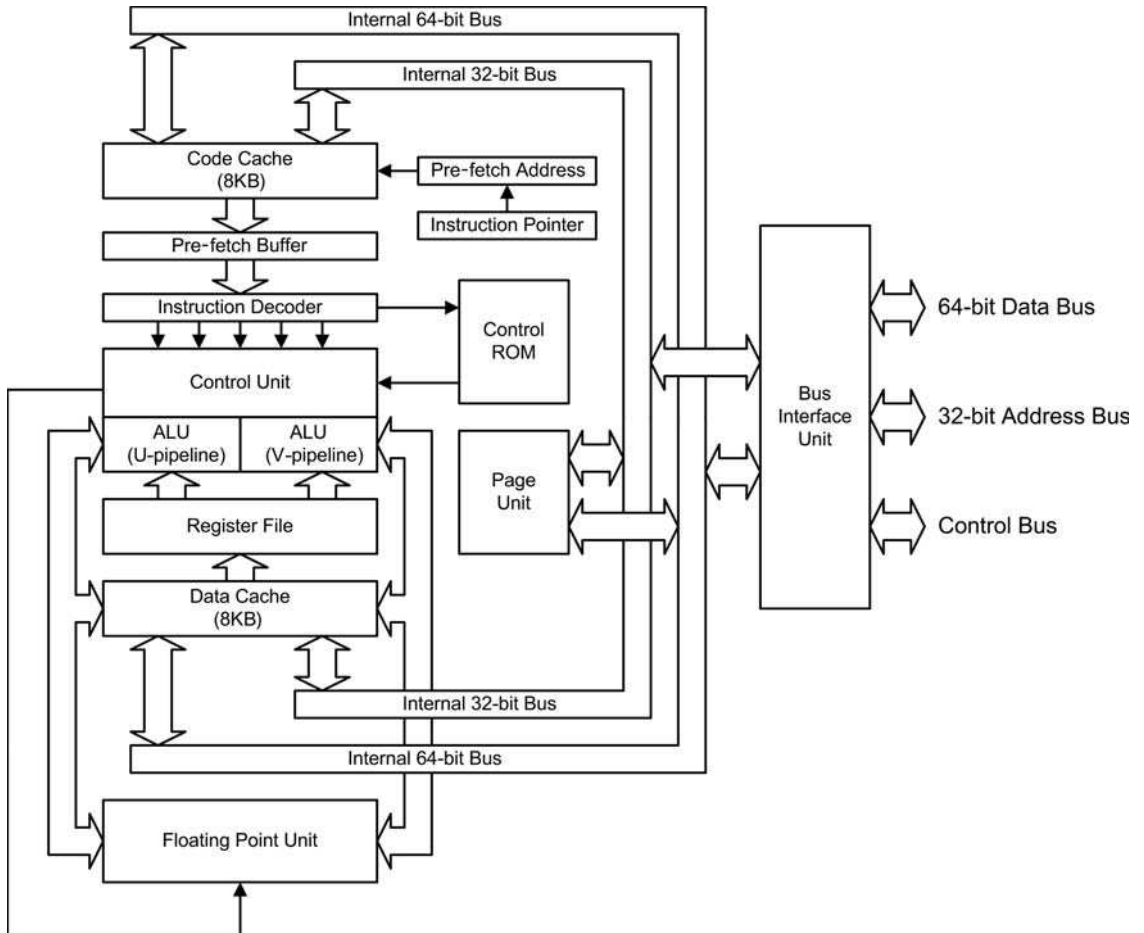 Internal 64-bit Bus
Internal 32-bit Bus
Code Cache
(8KB)
Pre-fetch Address
Instruction Pointer
Pre-fetch Buffer
Instruction Decoder
Control
ROM
Control Unit
ALU
(U-pipeline)
ALU
(V-pipeline)
Register File
Data Cache
(8KB)
Page
Unit
Bus
Interface
Unit
64-bit Data Bus
32-bit Address Bus
Control Bus
Internal 32-bit Bus
Internal 64-bit Bus
Floating Point Unit